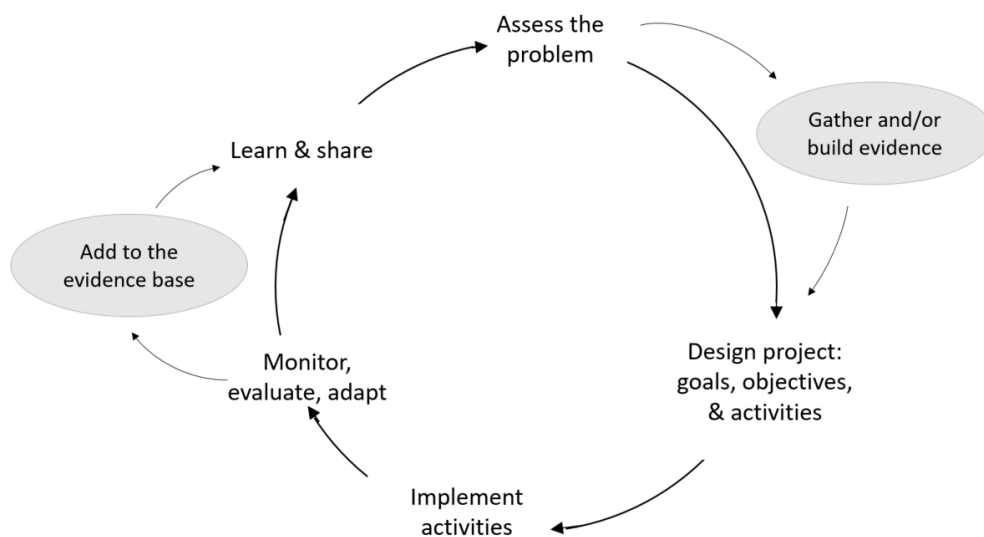 Assess the
problem
Gather and/or
build evidence
Design project:
goals, objectives,
& activities
Implement
activities
Monitor,
evaluate, adapt
Add to the
evidence base
Learn & share